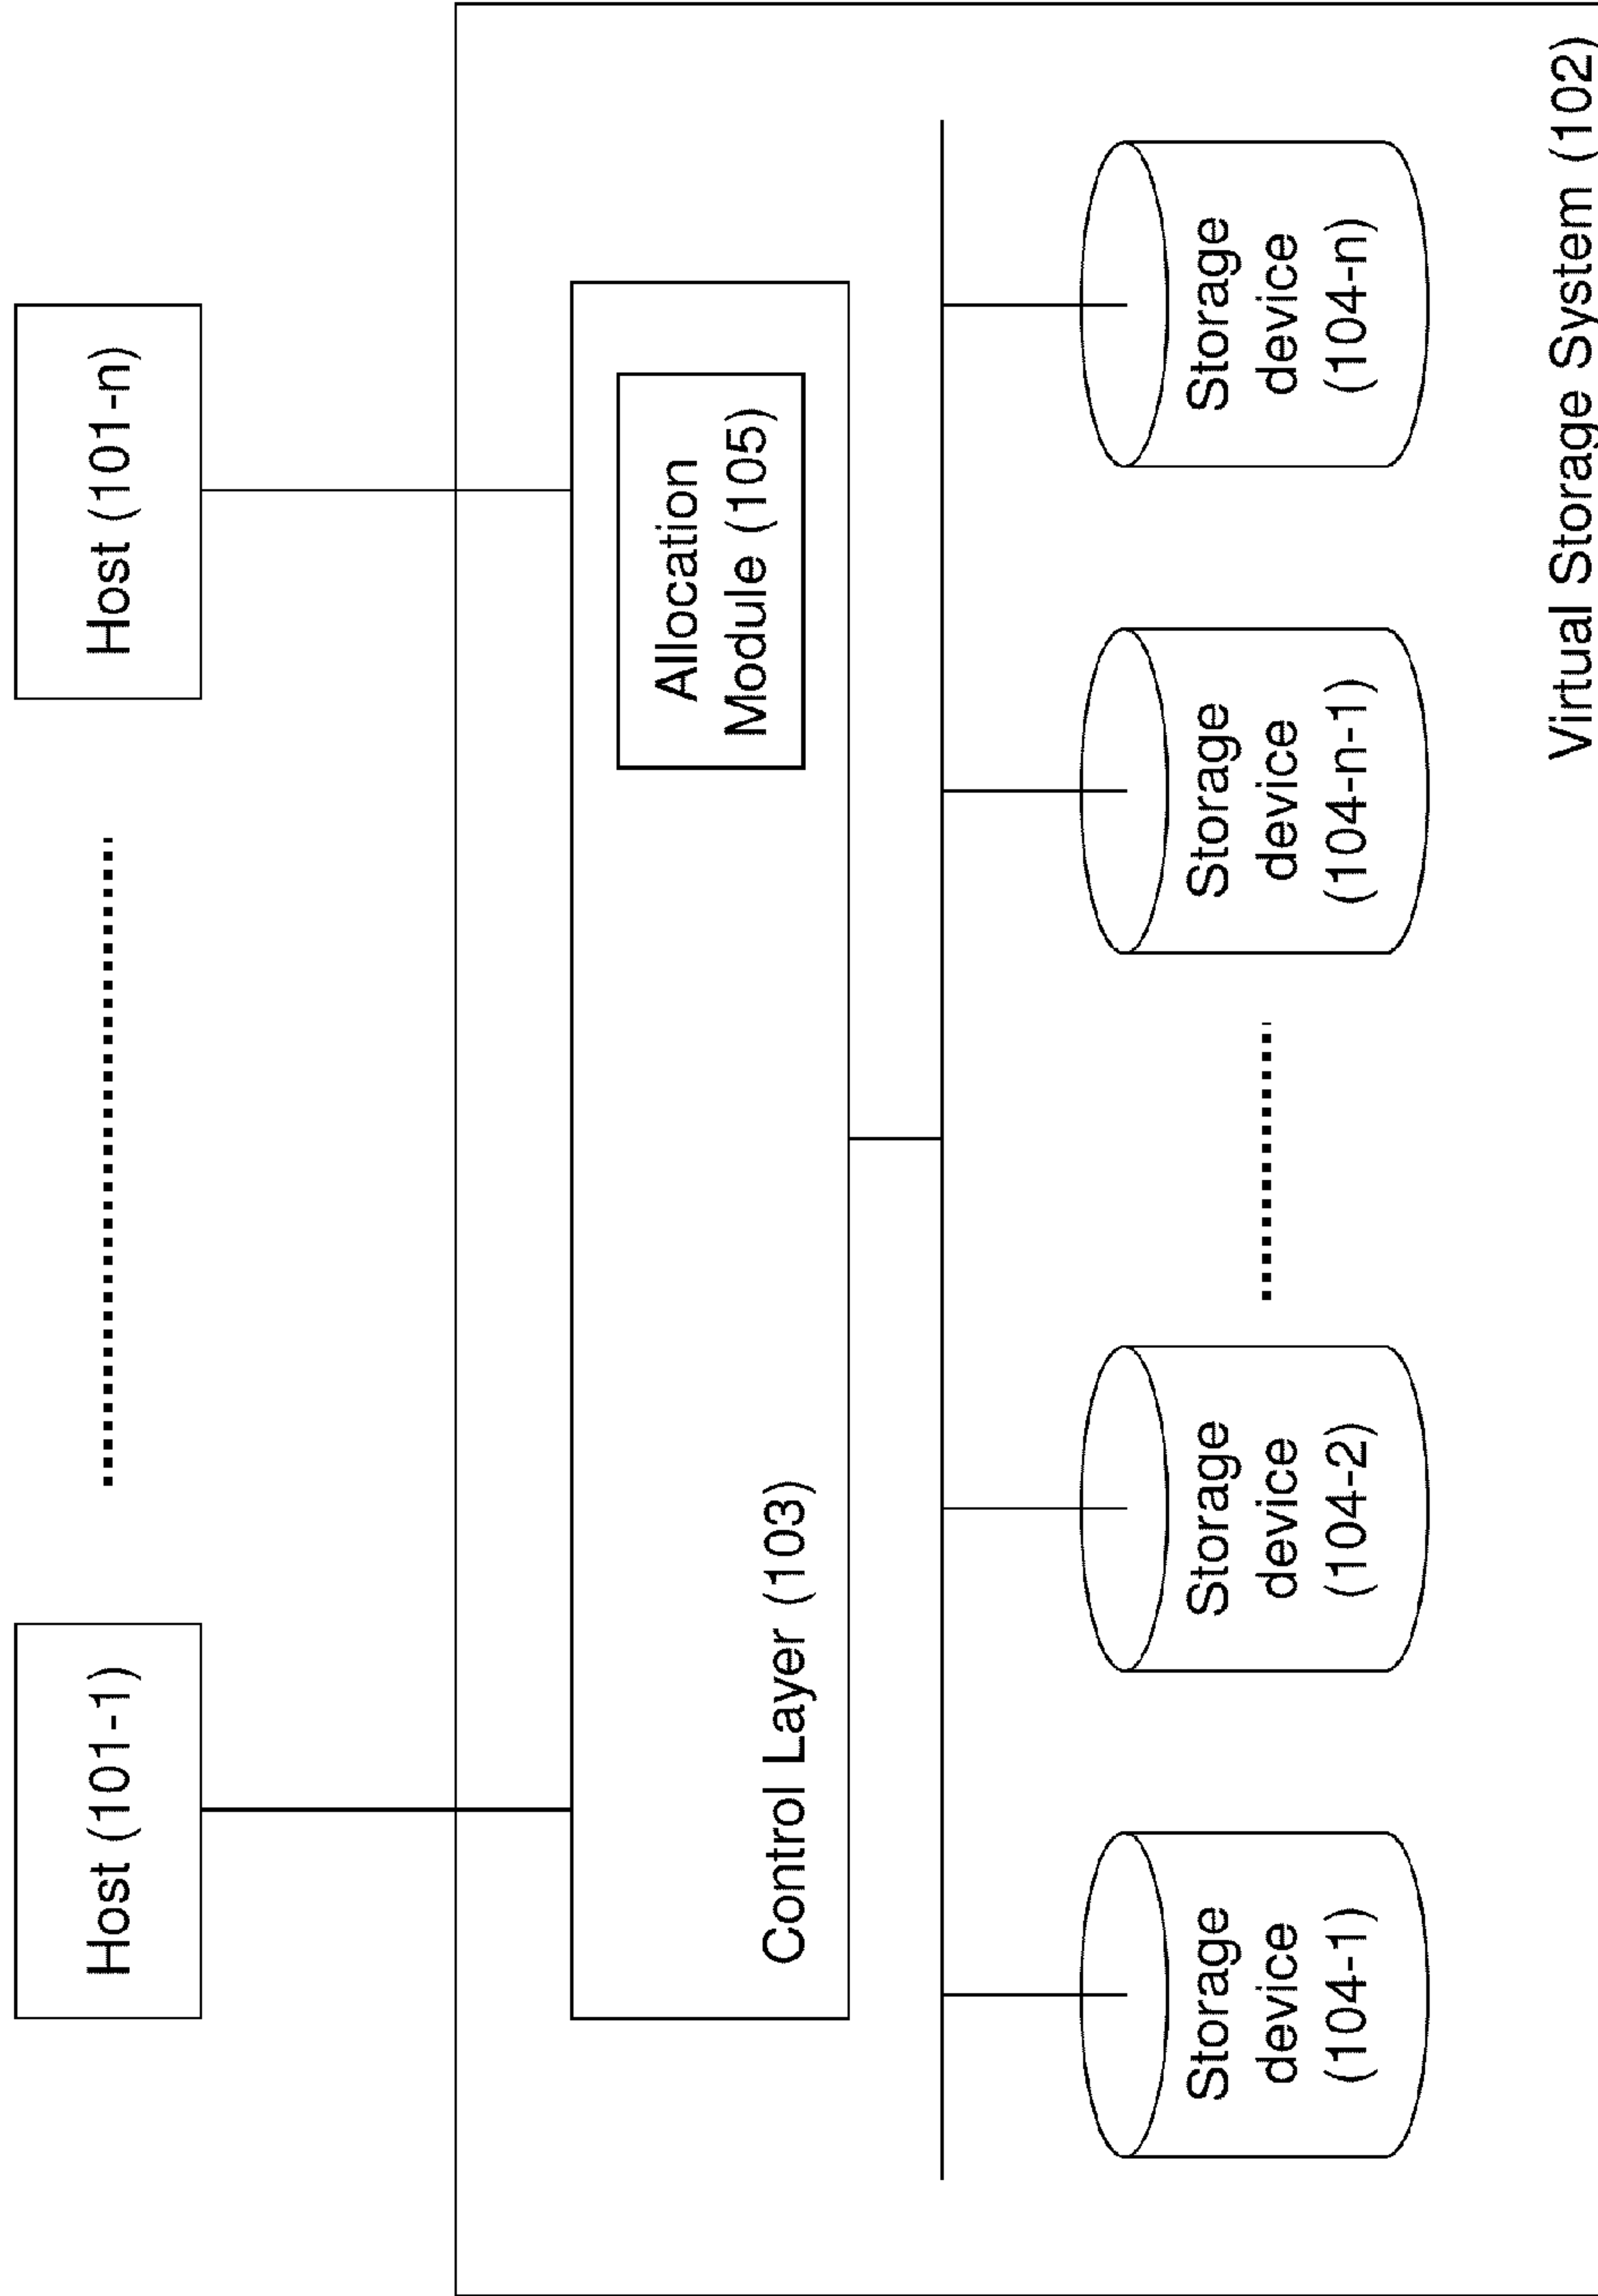 Host (101-1)
Host (101-n)
Allocation
Module (105)
Control Layer (103)
Storage
device
(104-1)
Storage
device
(104-2)
Storage
device
(104-n-1)
Storage
device
(104-n)
Virtual Storage System (102)